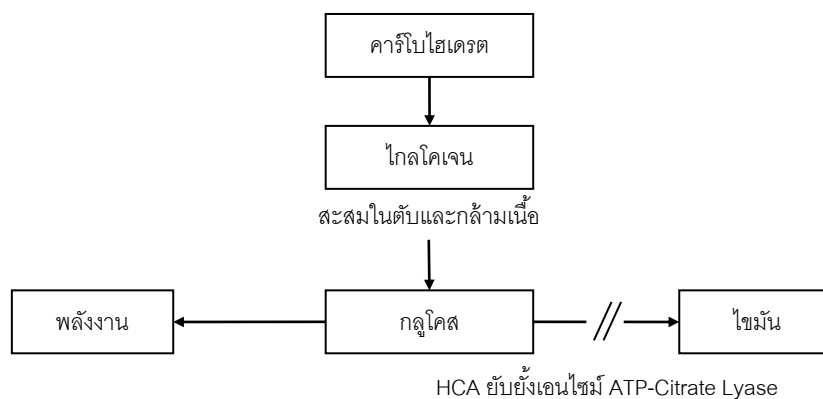 คาร์โบไฮเดรต
ไกลโคเจน
สะสมในตับและกล้ามเนื้อ
พลังงาน
กลูโคส
ไขมัน
HCA ยับยั้งเอนไซม์ ATP-Citrate Lyase